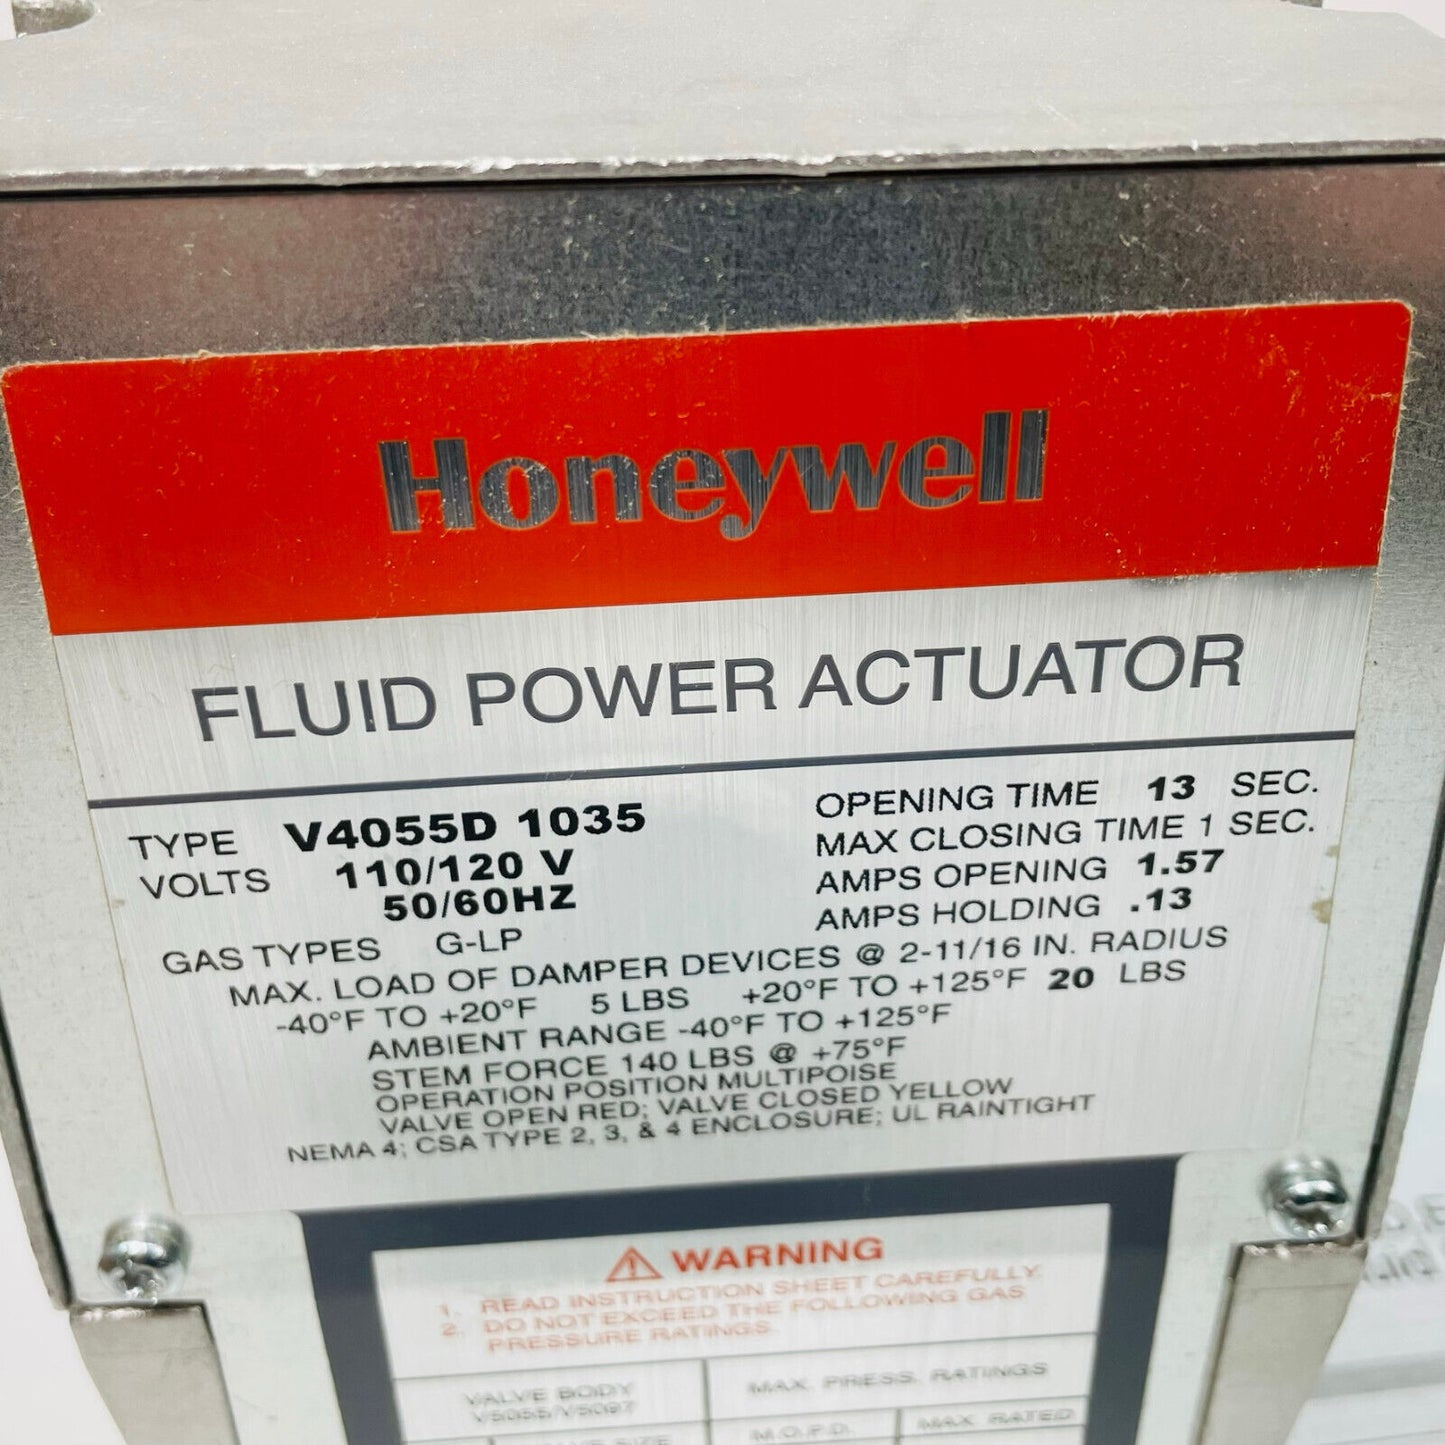 Honeywell
FLUID POWER ACTUATOR
TYPE V4055D 1035
VOLTS 110/120 V
50/60HZ
OPENING TIME 13 SEC.
MAX CLOSING TIME 1 SEC.
AMPS OPENING 1.57
AMPS HOLDING .13
GAS TYPES G-LP
MAX. LOAD OF DAMPER DEVICES @ 2-11/16 IN. RADIUS
-40°F TO +20°F 5 LBS +20°F TO +125°F 20 LBS
AMBIENT RANGE -40°F TO +125°F
STEM FORCE 140 LBS @ +75°F
OPERATION POSITION MULTIPOISE
VALVE OPEN RED; VALVE CLOSED YELLOW
NEMA 4; CSA TYPE 2, 3, & 4 ENCLOSURE; UL RAINTIGHT
WARNING
1. READ INSTRUCTION SHEET CAREFULLY.
2. DO NOT EXCEED THE FOLLOWING GAS
PRESSURE RATINGS.
VALVE BODY
V5055/V5097
MAX. PRESS. RATINGS
VALVE SIZE
M.O.P.D.
MAX RATED